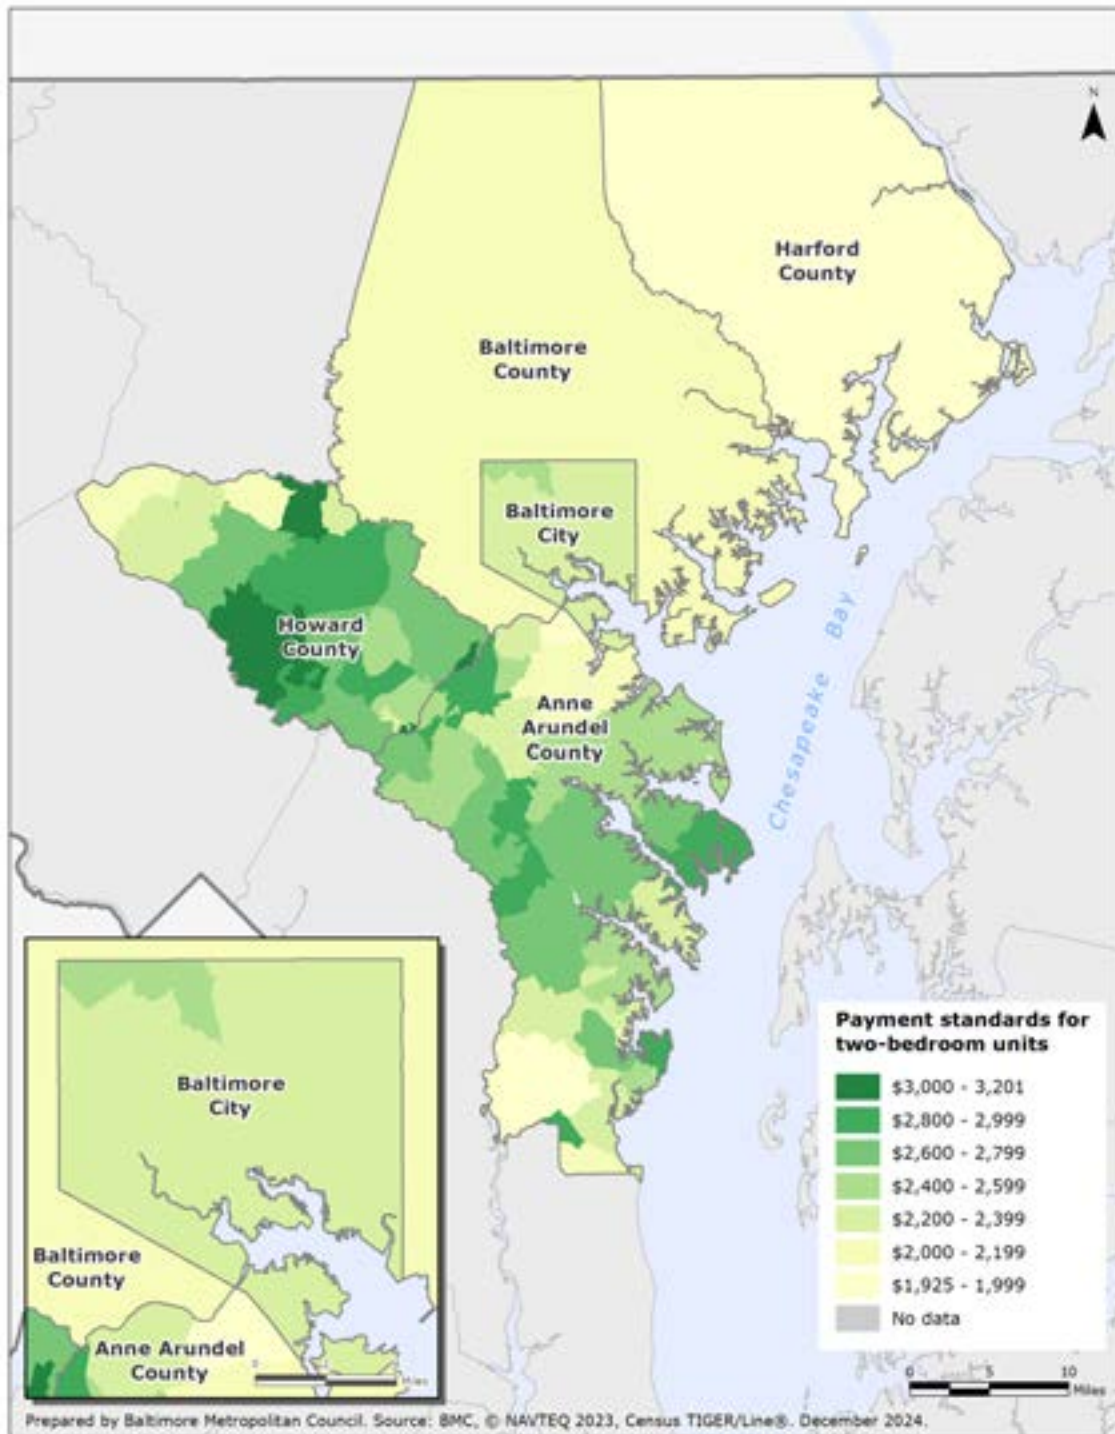 N
Harford
County
Baltimore
County
Baltimore
City
Howard
County
Anne
Arundel
County
Chesapeake Bay
Baltimore
City
Baltimore
County
Anne Arundel
County
0
Miles
Payment standards for
two-bedroom units
$3,000 - 3,201
$2,800 - 2,999
$2,600 - 2,799
$2,400 - 2,599
$2,200 - 2,399
$2,000 - 2,199
$1,925 - 1,999
No data
0 5 10
Miles
Prepared by Baltimore Metropolitan Council. Source: BMC, © NAVTEQ 2023, Census TIGER/Line®. December 2024.